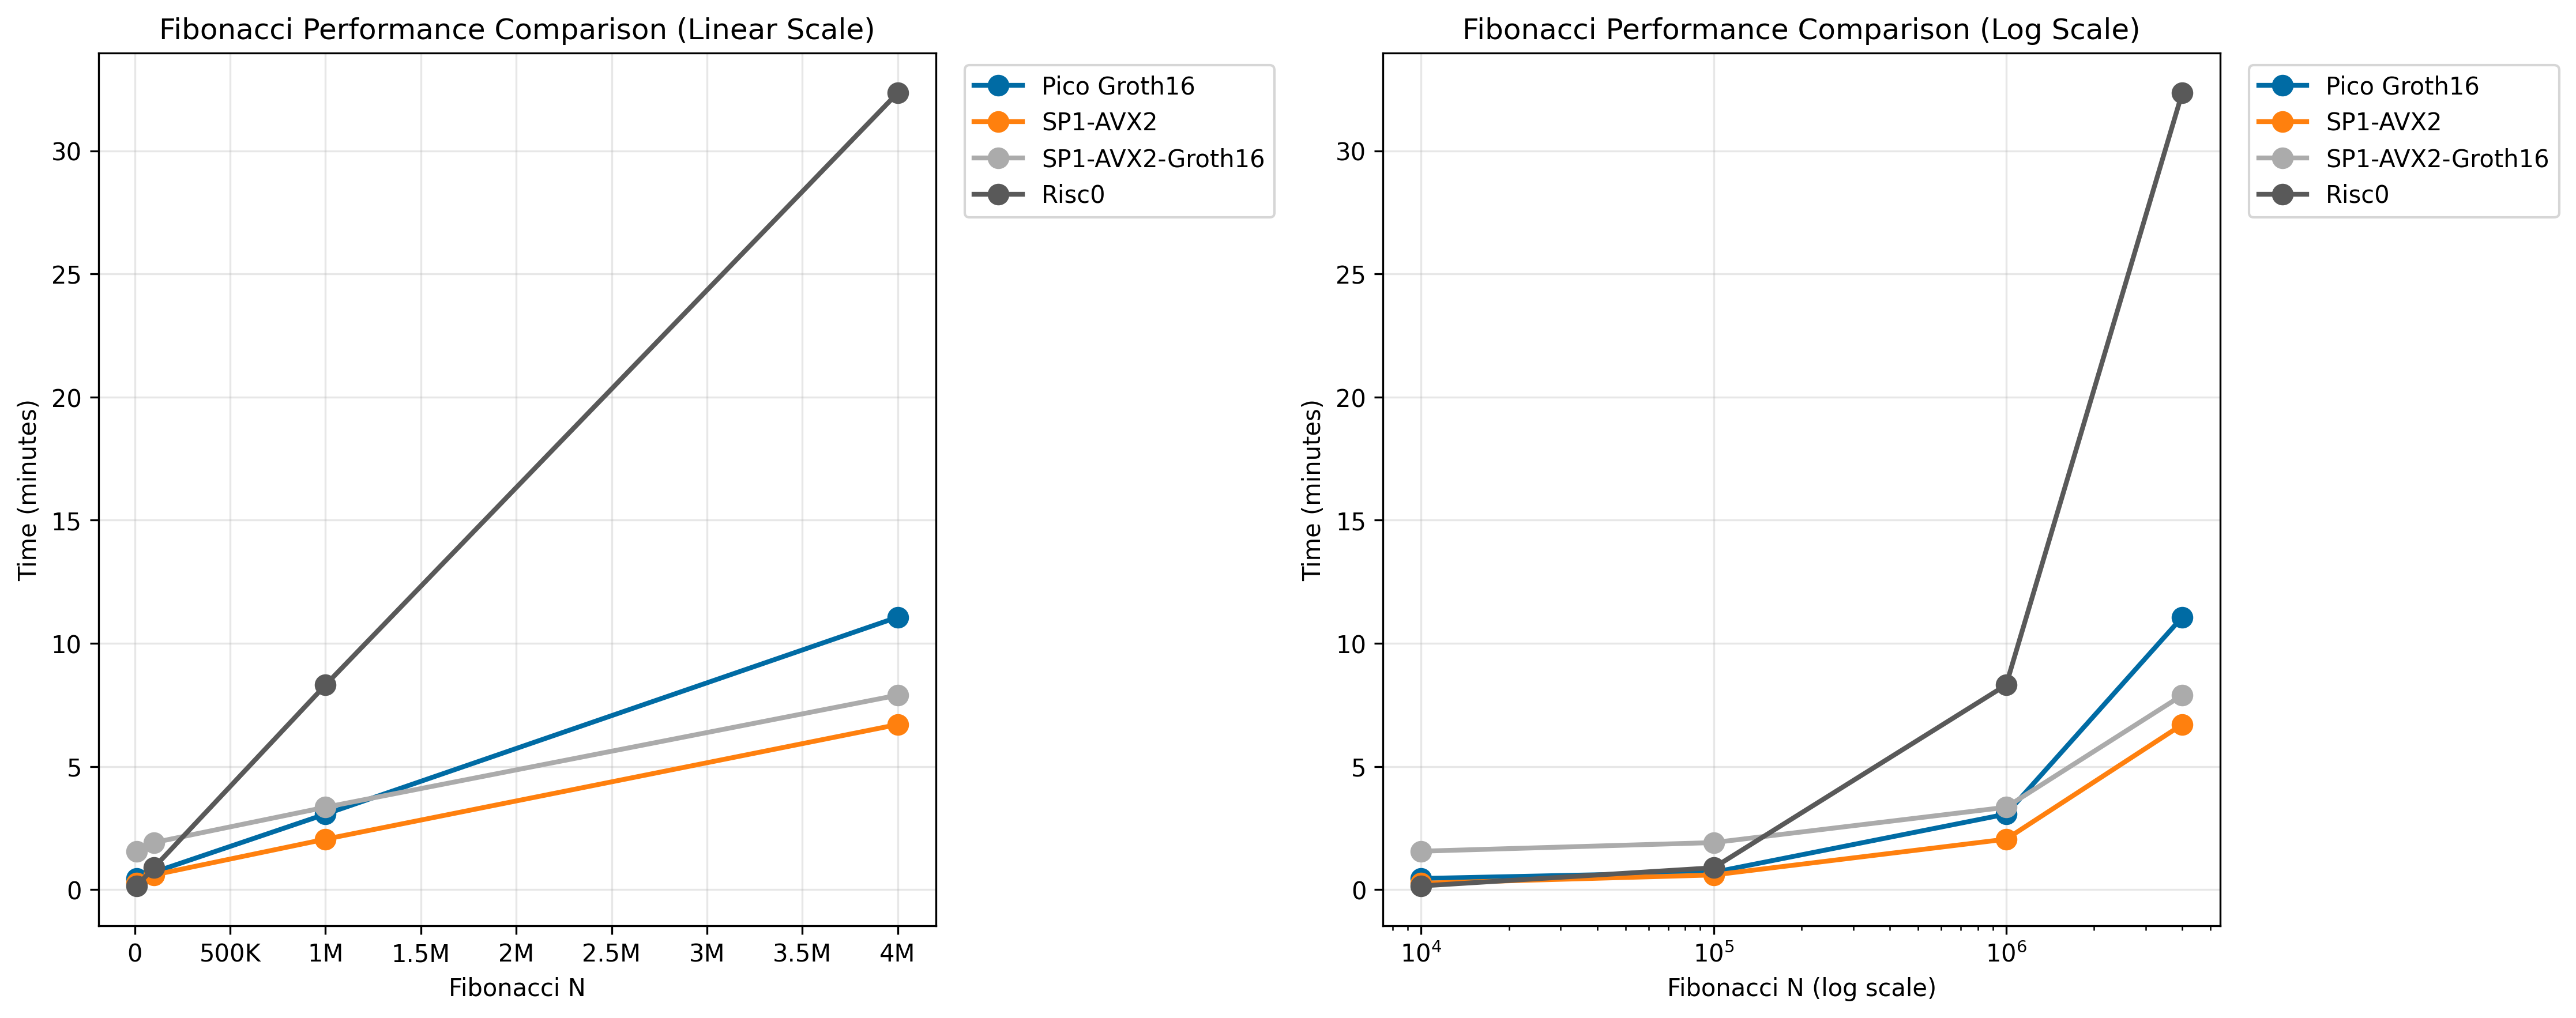 Fibonacci Performance Comparison (Linear Scale)
Time (minutes)
30
25
20
15
10
5
0
0 500K 1M 1.5M 2M 2.5M 3M 3.5M 4M
Fibonacci N
Pico Groth16
SP1-AVX2
SP1-AVX2-Groth16
Risc0
Fibonacci Performance Comparison (Log Scale)
Time (minutes)
30
25
20
15
10
5
0
10⁴ 10⁵ 10⁶
Fibonacci N (log scale)
Pico Groth16
SP1-AVX2
SP1-AVX2-Groth16
Risc0